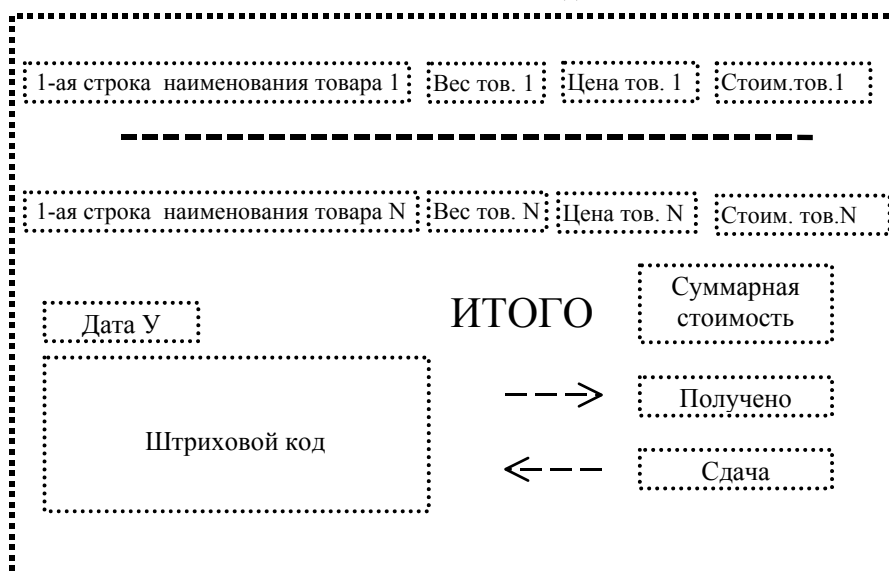 1-ая строка наименования товара 1 Вес тов. 1 Цена тов. 1 Стоим.тов.1
1-ая строка наименования товара N Вес тов. N Цена тов. N Стоим. тов.N
Дата У
ИТОГО
Суммарная
стоимость
Штриховой код
Получено
Сдача